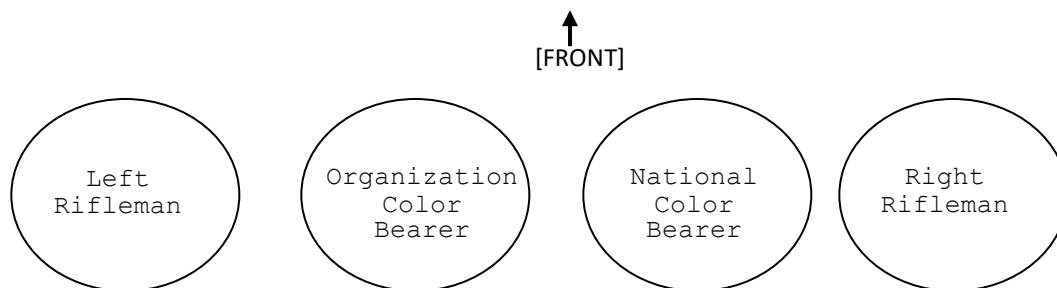 [FRONT]
Left
Rifleman
Organization
Color
Bearer
National
Color
Bearer
Right
Rifleman